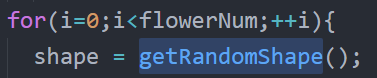 for(i=0;i<flowerNum;++i){
shape = getRandomShape();